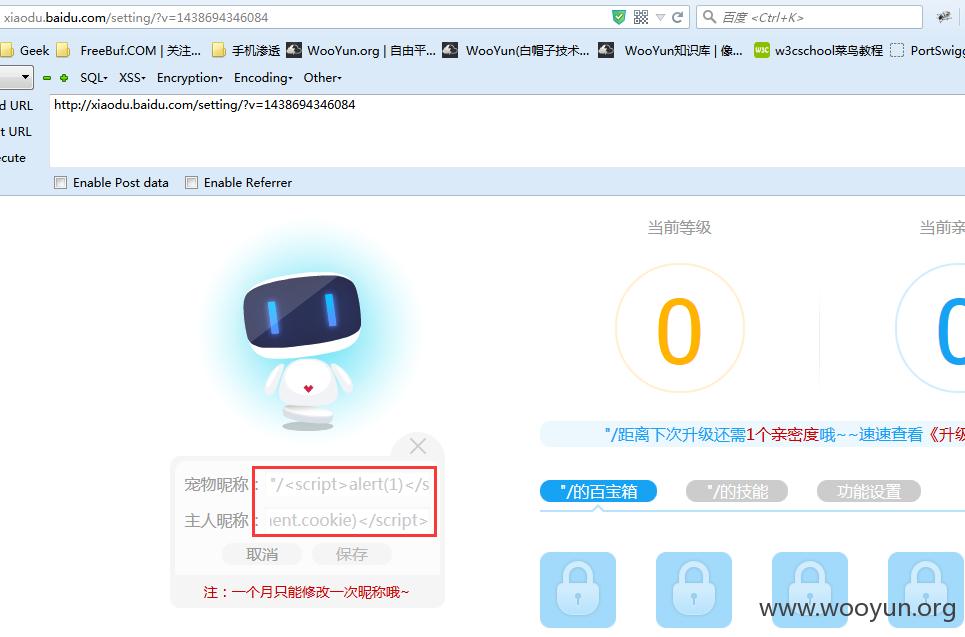 xiaodu.baidu.com/setting/?v=1438694346084
百度 <Ctrl+K>
Geek FreeBuf.COM | 关注... 手机渗透 WooYun.org | 自由平... WooYun(白帽子技术... WooYun知识库 | 像... w3cschool菜鸟教程 PortSwigg
SQL XSS Encryption Encoding Other
d URL
http://xiaodu.baidu.com/setting/?v=1438694346084
t URL
ecute
Enable Post data Enable Referrer
当前等级
当前亲
0
0
"/距离下次升级还需1个亲密度哦~~速速查看《升级
宠物昵称: "/<script>alert(1)</s
主人昵称: nent.cookie)</script>
取消 保存
注：一个月只能修改一次昵称哦~
"/的百宝箱 "/的技能 功能设置
www.wooyun.org